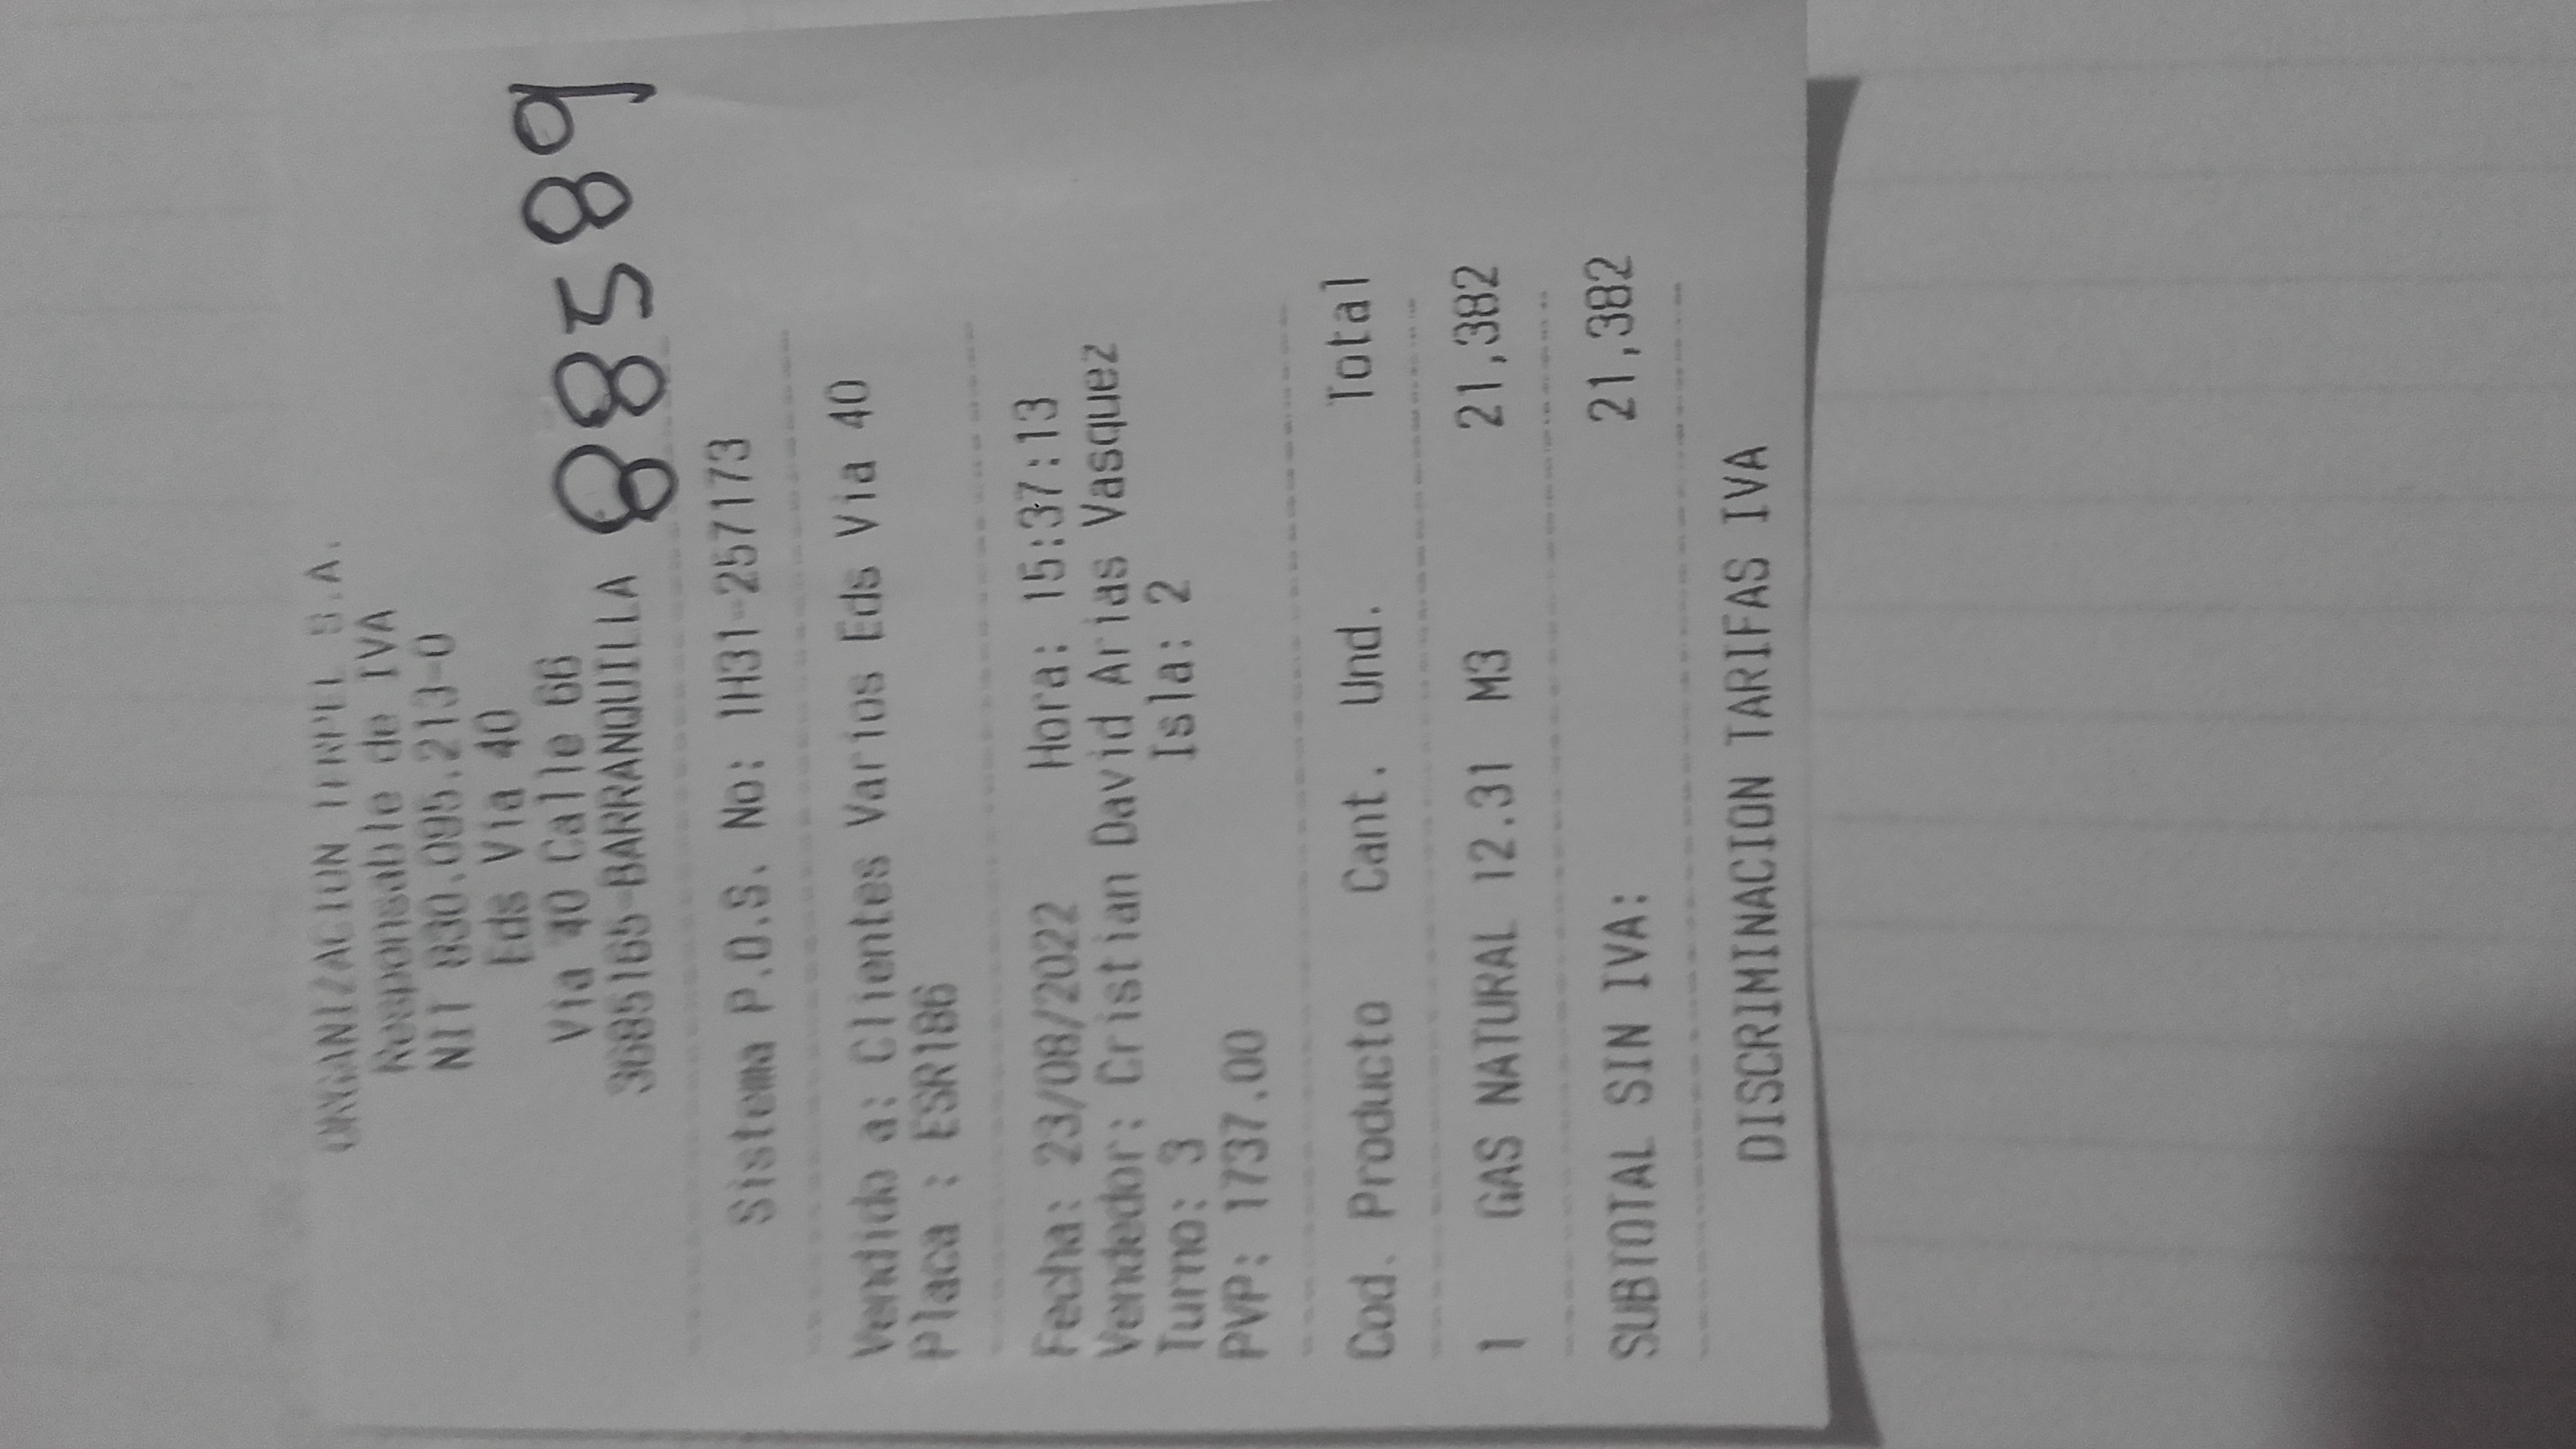 ORGANIZACION TERPEL S.A.
Responsable de IVA
NIT 830.095.213-0
Eds Via 40
Via 40 Calle 66
3685165-BARRANQUILLA
88589
Sistema P.O.S. No: 1H31-257173
Vendido a: Clientes Varios Eds Via 40
Placa : ESR186
Fecha: 23/08/2022 Hora: 15:37:13
Vendedor: Cristian David Arias Vasquez
Turno: 3 Isla: 2
PVP: 1737.00
Cod. Producto Cant. Und. Total
1 GAS NATURAL 12.31 M3 21,382
SUBTOTAL SIN IVA: 21,382
DISCRIMINACION TARIFAS IVA